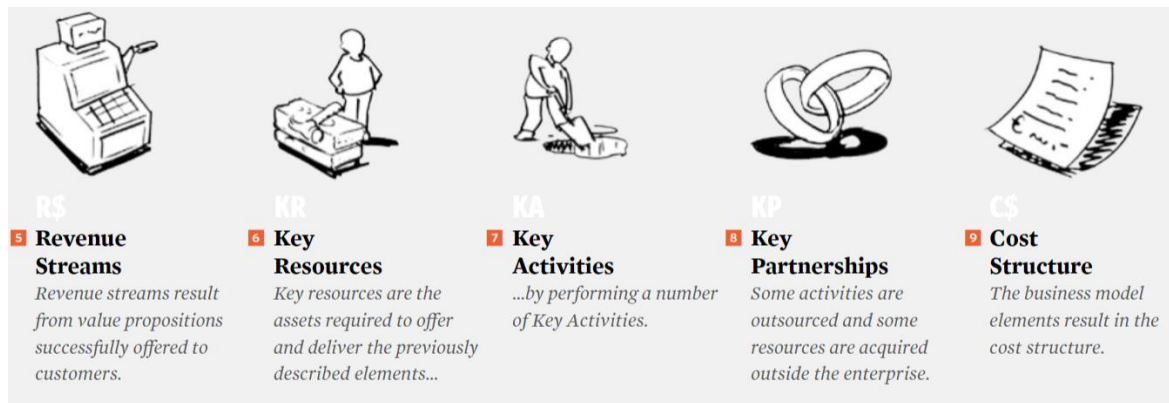 R$
5 Revenue
Streams
Revenue streams result
from value propositions
successfully offered to
customers.
KR
6 Key
Resources
Key resources are the
assets required to offer
and deliver the previously
described elements...
KA
7 Key
Activities
...by performing a number
of Key Activities.
KP
8 Key
Partnerships
Some activities are
outsourced and some
resources are acquired
outside the enterprise.
C$
9 Cost
Structure
The business model
elements result in the
cost structure.
€